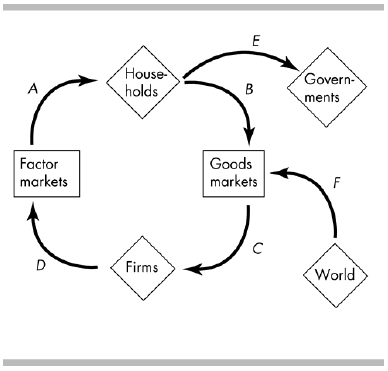 E
House-
holds
Govern-
ments
A
B
Factor
markets
Goods
markets
F
C
D
Firms
World